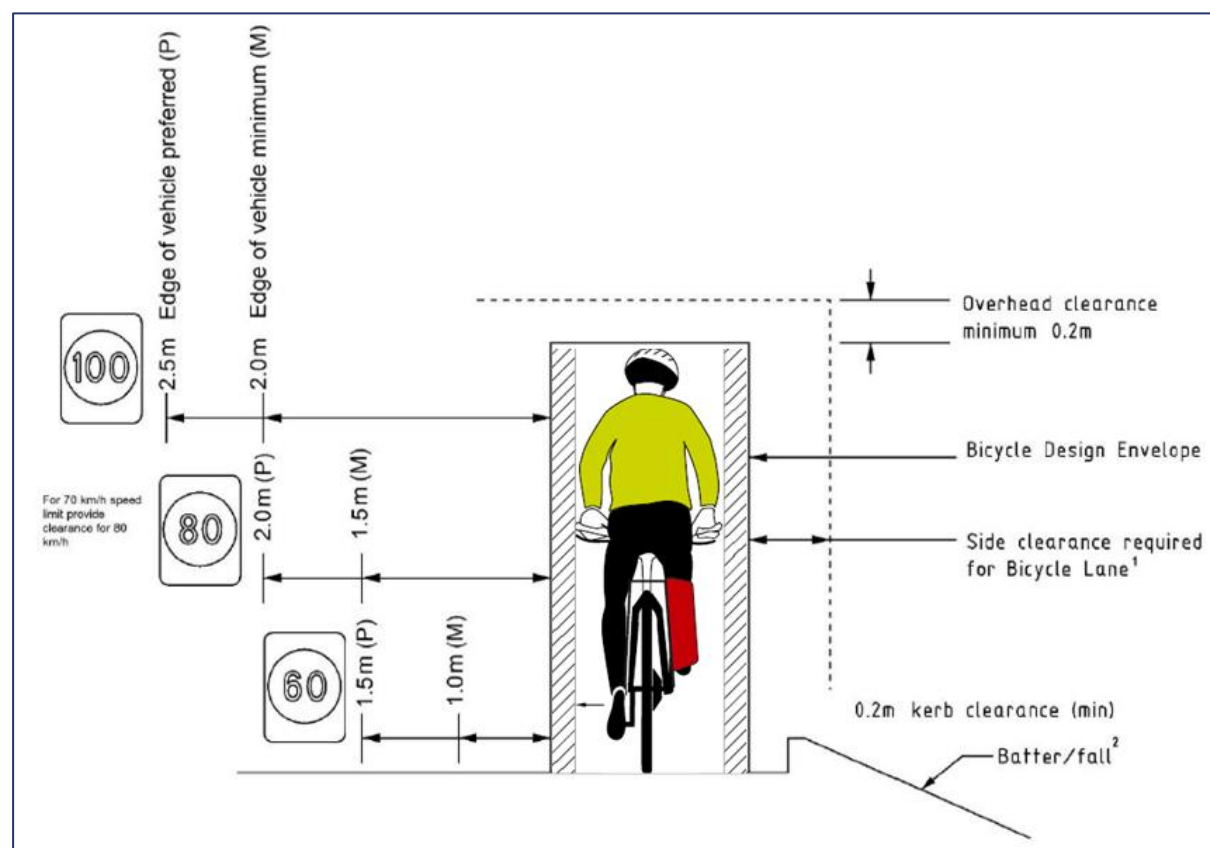 2.5m Edge of vehicle preferred (P)
2.0m Edge of vehicle minimum (M)
100
Overhead clearance
minimum 0.2m
Bicycle Design Envelope
For 70 km/h speed
limit provide
clearance for 80
km/h
80
2.0m (P)
1.5m (M)
Side clearance required
for Bicycle Lane¹
60
1.5m (P)
1.0m (M)
0.2m kerb clearance (min)
Batter/fall²